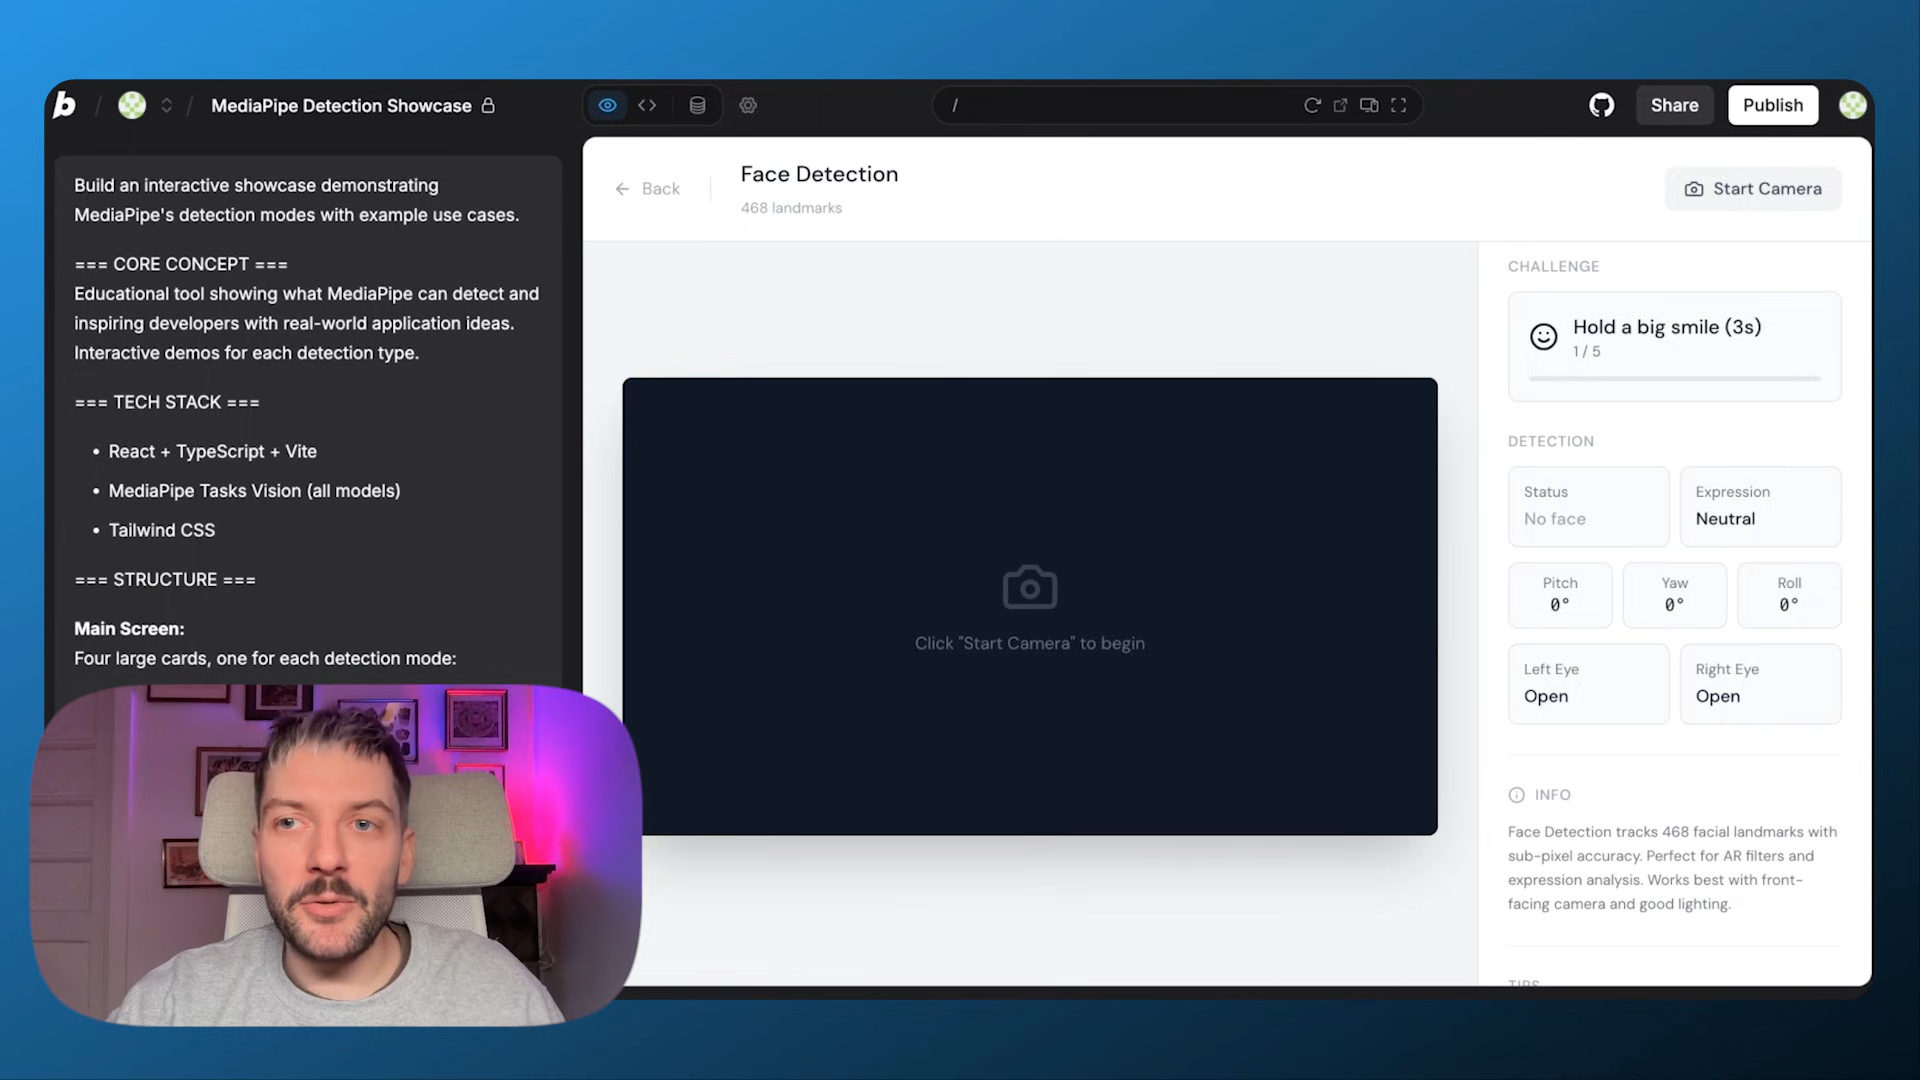 b / / MediaPipe Detection Showcase
/
Share
Publish
Build an interactive showcase demonstrating
MediaPipe's detection modes with example use cases.
=== CORE CONCEPT ===
Educational tool showing what MediaPipe can detect and
inspiring developers with real-world application ideas.
Interactive demos for each detection type.
=== TECH STACK ===
• React + TypeScript + Vite
• MediaPipe Tasks Vision (all models)
• Tailwind CSS
=== STRUCTURE ===
Main Screen:
Four large cards, one for each detection mode:
← Back
Face Detection
468 landmarks
Start Camera
Click "Start Camera" to begin
CHALLENGE
Hold a big smile (3s)
1 / 5
DETECTION
Status
No face
Expression
Neutral
Pitch
0°
Yaw
0°
Roll
0°
Left Eye
Open
Right Eye
Open
INFO
Face Detection tracks 468 facial landmarks with
sub-pixel accuracy. Perfect for AR filters and
expression analysis. Works best with front-
facing camera and good lighting.
TIPS